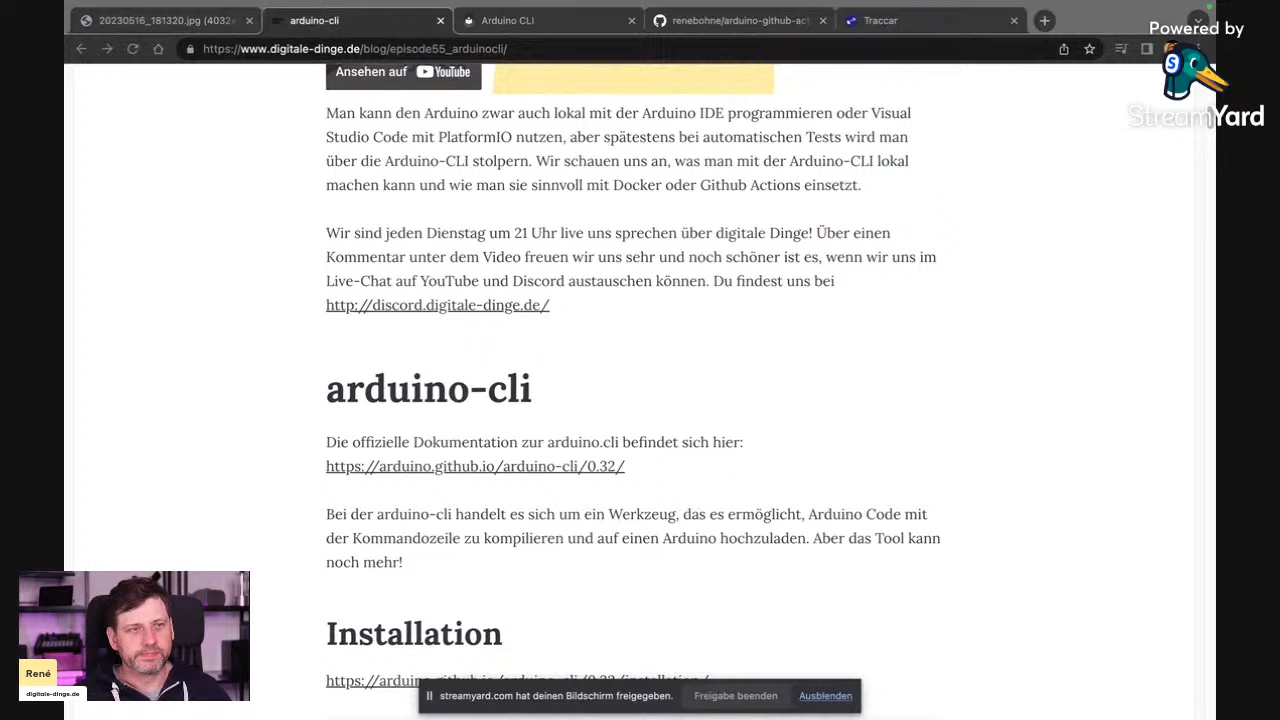 20230516_181320.jpg (4032×
arduino-cli
Arduino CLI
renebohne/arduino-github-act
Traccar
https://www.digitale-dinge.de/blog/episode55_arduinocli/
Powered by
StreamYard
Ansehen auf YouTube
Man kann den Arduino zwar auch lokal mit der Arduino IDE programmieren oder Visual
Studio Code mit PlatformIO nutzen, aber spätestens bei automatischen Tests wird man
über die Arduino-CLI stolpern. Wir schauen uns an, was man mit der Arduino-CLI lokal
machen kann und wie man sie sinnvoll mit Docker oder Github Actions einsetzt.
Wir sind jeden Dienstag um 21 Uhr live uns sprechen über digitale Dinge! Über einen
Kommentar unter dem Video freuen wir uns sehr und noch schöner ist es, wenn wir uns im
Live-Chat auf YouTube und Discord austauschen können. Du findest uns bei
http://discord.digitale-dinge.de/
arduino-cli
Die offizielle Dokumentation zur arduino.cli befindet sich hier:
https://arduino.github.io/arduino-cli/0.32/
Bei der arduino-cli handelt es sich um ein Werkzeug, das es ermöglicht, Arduino Code mit
der Kommandozeile zu kompilieren und auf einen Arduino hochzuladen. Aber das Tool kann
noch mehr!
Installation
https://arduino.github.io/arduino-cli/0.32/installation/
streamyard.com hat deinen Bildschirm freigegeben.
Freigabe beenden
Ausblenden
René
digitale-dinge.de